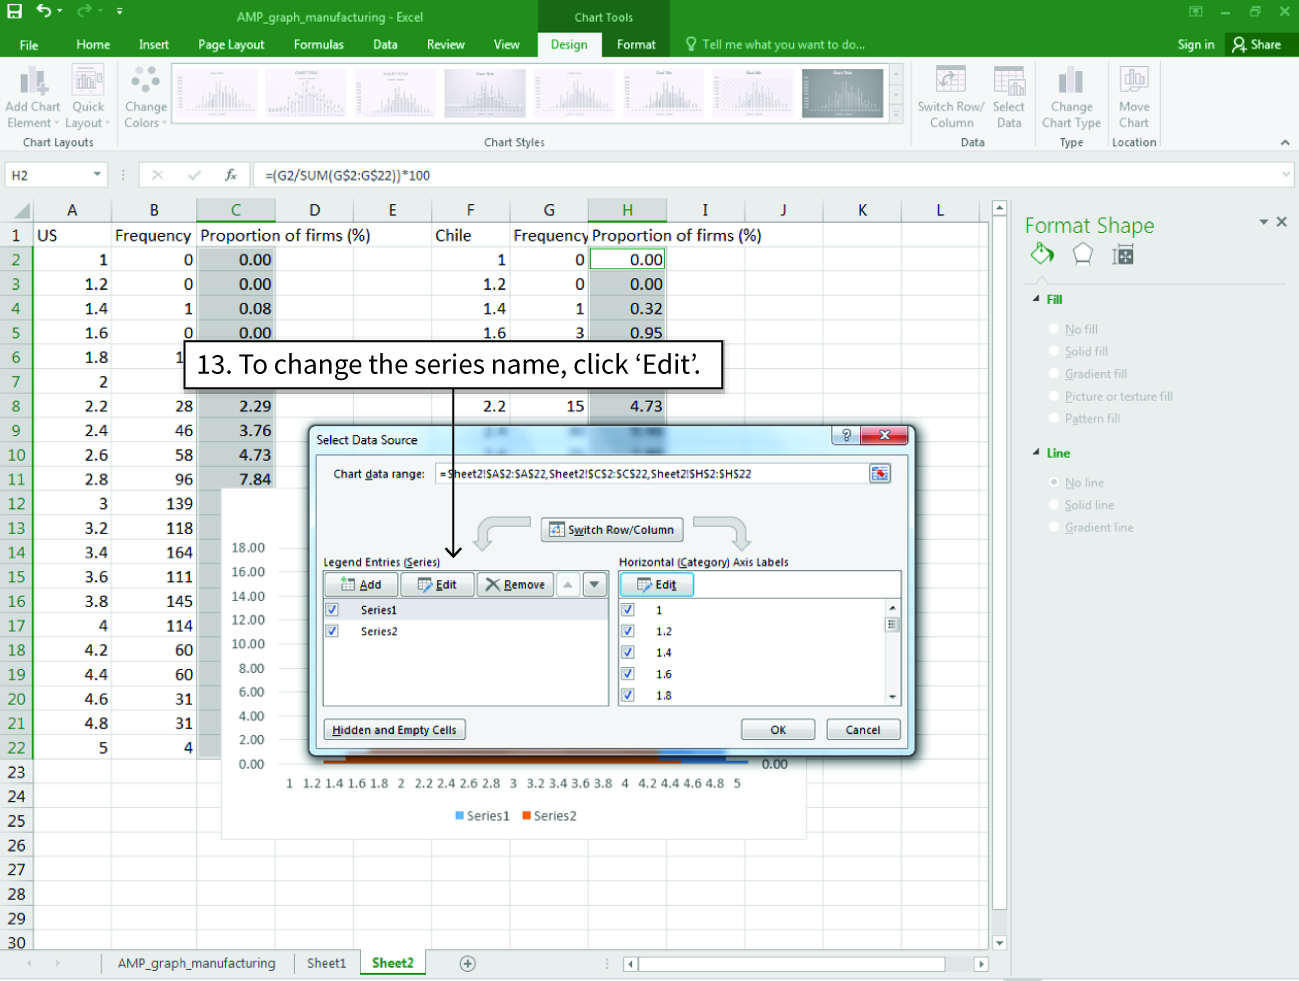 AMP_graph_manufacturing - Excel
Chart Tools
File Home Insert Page Layout Formulas Data Review View Design Format Tell me what you want to do... Sign in Share
Add Chart Element
Quick Layout
Change Colors
Switch Row/ Column
Select Data
Change Chart Type
Move Chart
Chart Layouts Chart Styles Data Type Location
H2 fx =(G2/SUM(G$2:G$22))*100
A B C D E F G H I J K L
1 US Frequency Proportion of firms (%) Chile Frequency Proportion of firms (%)
2 1 0 0.00 1 0 0.00
3 1.2 0 0.00 1.2 0 0.00
4 1.4 1 0.08 1.4 1 0.32
5 1.6 0 0.00 1.6 3 0.95
6 1.8
13. To change the series name, click ‘Edit’.
7 2
8 2.2 28 2.29 2.2 15 4.73
9 2.4 46 3.76
10 2.6 58 4.73
11 2.8 96 7.84
12 3 139
13 3.2 118
14 3.4 164
15 3.6 111
16 3.8 145
17 4 114
18 4.2 60
19 4.4 60
20 4.6 31
21 4.8 31
22 5 4
23
24
25
26
27
28
29
30
Select Data Source
?
Chart data range: =Sheet2!$A$2:$A$22,Sheet2!$C$2:$C$22,Sheet2!$H$2:$H$22
Switch Row/Column
Legend Entries (Series)
Add Edit Remove
Series1
Series2
Horizontal (Category) Axis Labels
Edit
1
1.2
1.4
1.6
1.8
Hidden and Empty Cells OK Cancel
18.00
16.00
14.00
12.00
10.00
8.00
6.00
4.00
2.00
0.00 0.00
1 1.2 1.4 1.6 1.8 2 2.2 2.4 2.6 2.8 3 3.2 3.4 3.6 3.8 4 4.2 4.4 4.6 4.8 5
Series1 Series2
Format Shape
Fill
No fill
Solid fill
Gradient fill
Picture or texture fill
Pattern fill
Line
No line
Solid line
Gradient line
AMP_graph_manufacturing Sheet1 Sheet2